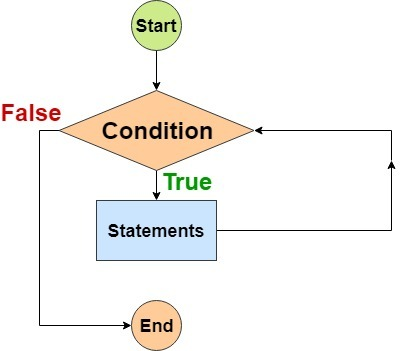 Start
False
Condition
True
Statements
End